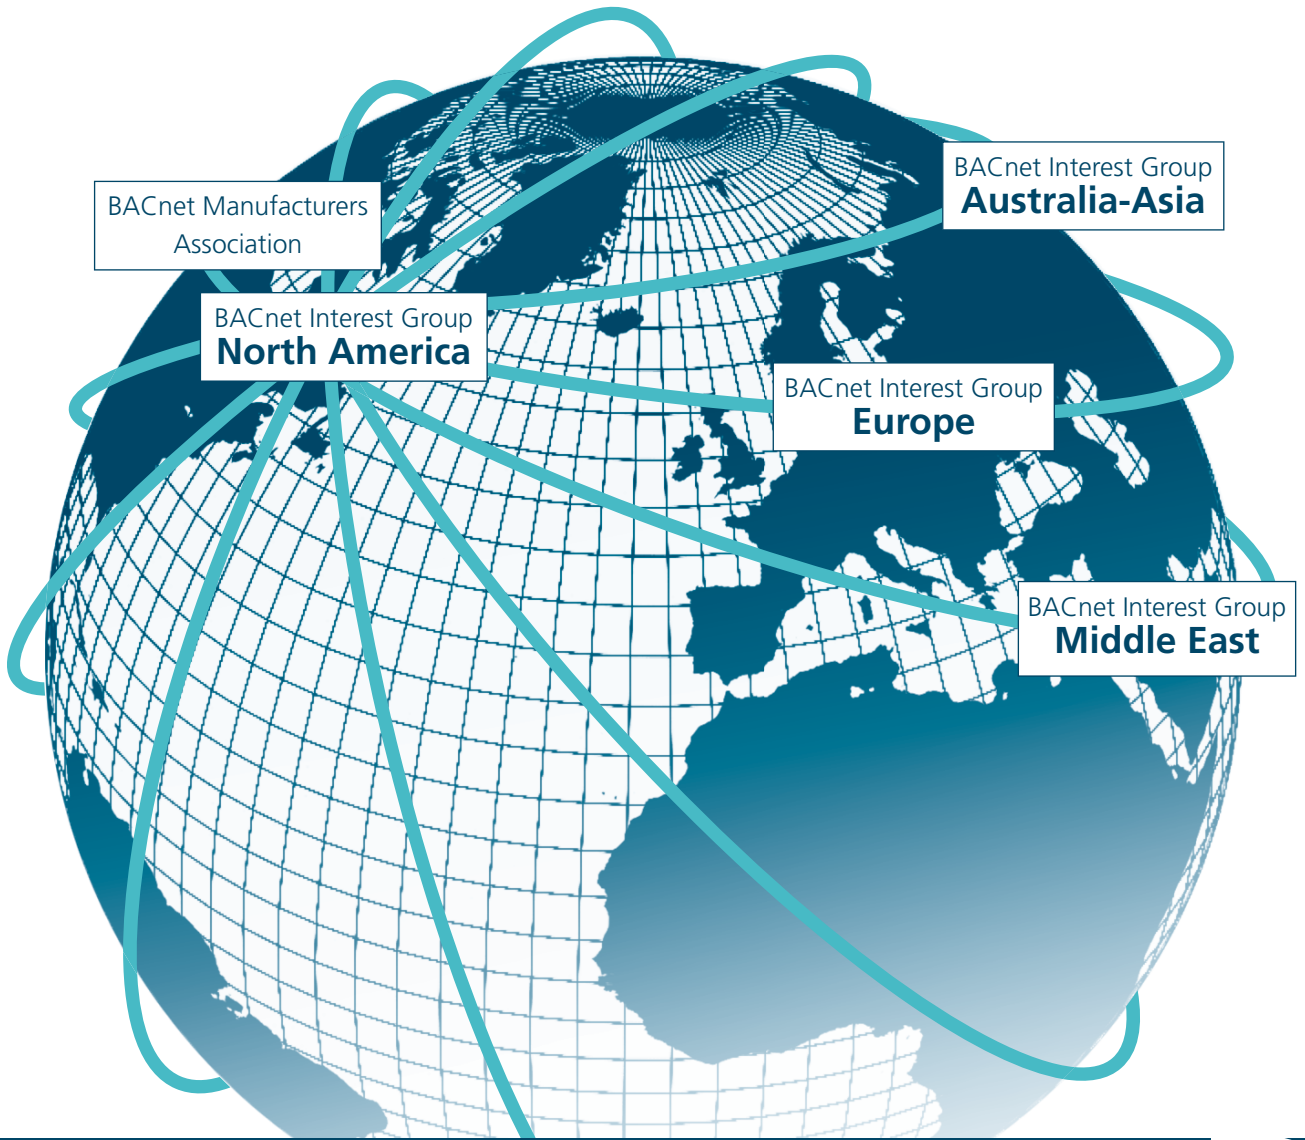 BACnet Interest Group
Australia-Asia
BACnet Manufacturers
Association
BACnet Interest Group
North America
BACnet Interest Group
Europe
BACnet Interest Group
Middle East